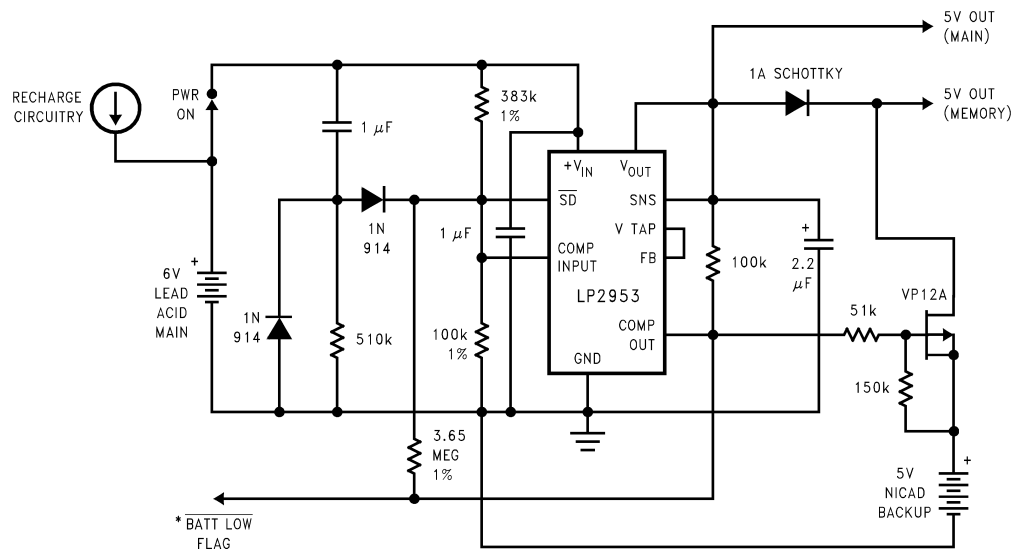 5V OUT
(MAIN)
1A SCHOTTKY
5V OUT
(MEMORY)
RECHARGE
CIRCUITRY
PWR
ON
1 µF
383k
1%
+VIN
VOUT
SD
SNS
1N
914
1 µF
V TAP
COMP
INPUT
FB
+
2.2
µF
100k
LP2953
+
6V
LEAD
ACID
MAIN
1N
914
510k
100k
1%
COMP
OUT
GND
51k
VP12A
150k
3.65
MEG
1%
+
5V
NICAD
BACKUP
* BATT LOW
FLAG